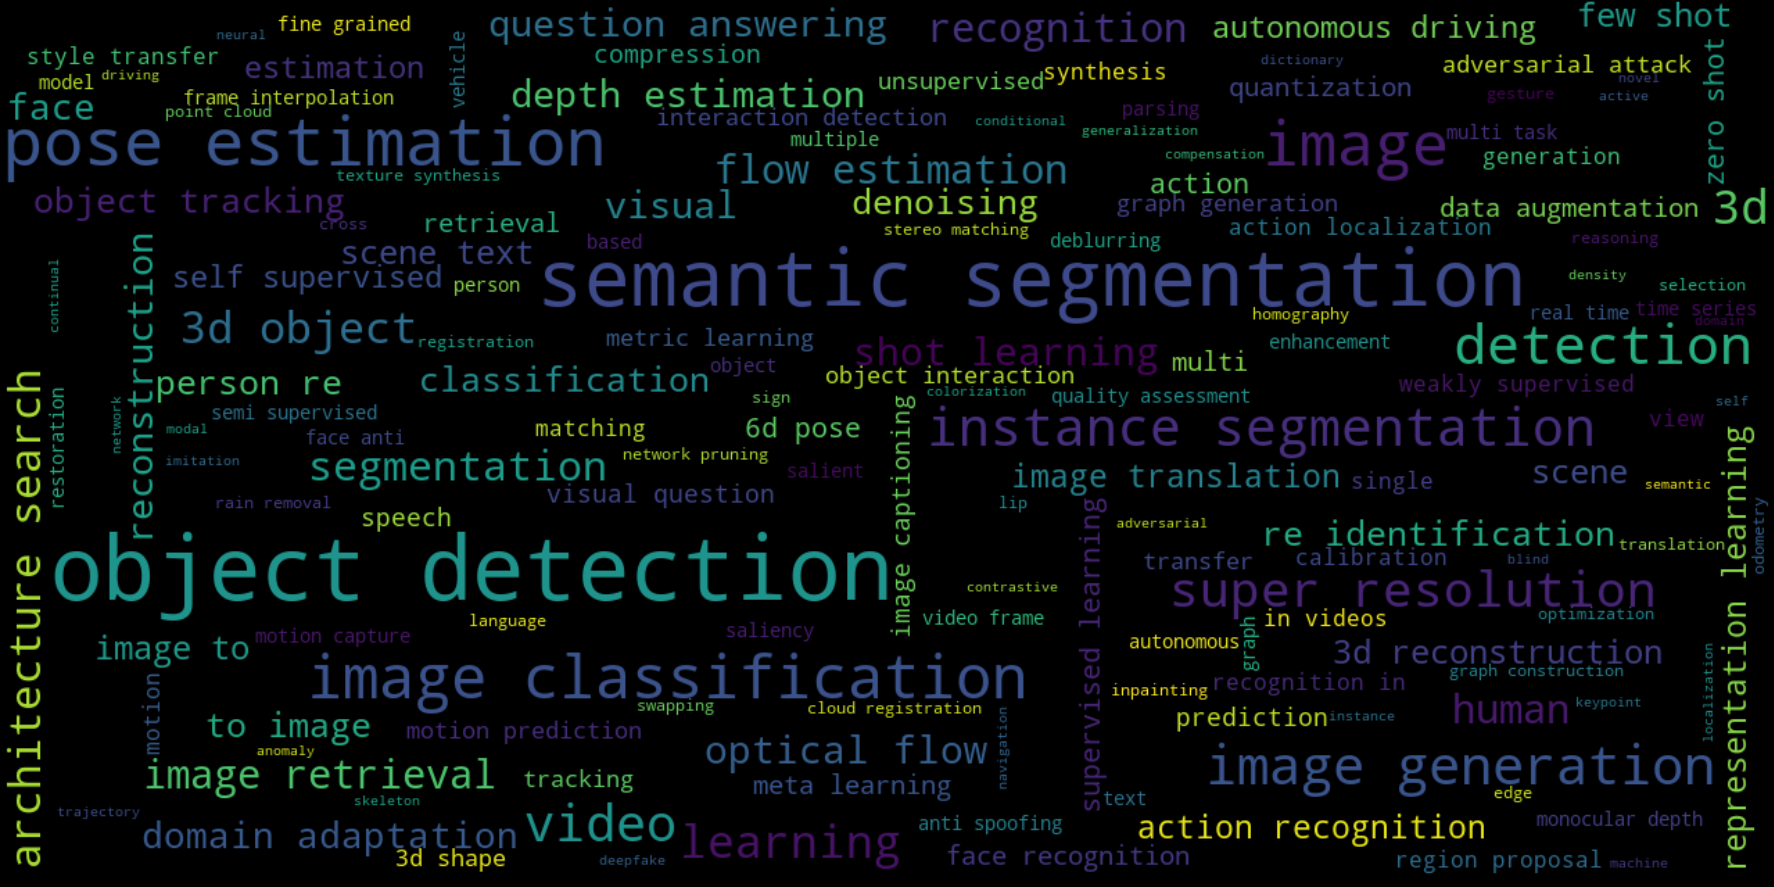 fine grained
question answering
recognition
autonomous driving
few shot
neural
style transfer
estimation
vehicle
compression
unsupervised
synthesis
dictionary
adversarial attack
zero shot
model
driving
frame interpolation
depth estimation
quantization
novel
gesture
active
face
point cloud
interaction detection
conditional
parsing
generalization
pose estimation
multiple
image
multi task
compensation
generation
texture synthesis
flow estimation
action
object tracking
visual
denoising
graph generation
data augmentation
3d
cross
retrieval
stereo matching
action localization
reconstruction
scene text
based
deblurring
reasoning
continual
self supervised
person
semantic segmentation
density
selection
3d object
registration
metric learning
homography
real time
time series
domain
enhancement
detection
architecture search
restoration
person re
classification
object
shot learning
object interaction
multi
weakly supervised
network
semi supervised
sign
colorization
quality assessment
self
modal
face anti
matching
6d pose
image captioning
instance segmentation
view
representation learning
imitation
segmentation
network pruning
salient
image translation
single
scene
semantic
rain removal
visual question
speech
lip
supervised learning
adversarial
re identification
translation
odometry
object detection
transfer
calibration
blind
contrastive
super resolution
language
video frame
in videos
optimization
image to
motion capture
saliency
autonomous
graph
3d reconstruction
localization
motion
image classification
inpainting
recognition in
graph construction
swapping
cloud registration
navigation
prediction
instance
human
keypoint
to image
motion prediction
anomaly
optical flow
image retrieval
tracking
meta learning
image generation
skeleton
text
edge
trajectory
domain adaptation
video
learning
anti spoofing
action recognition
monocular depth
3d shape
deepfake
face recognition
region proposal
machine